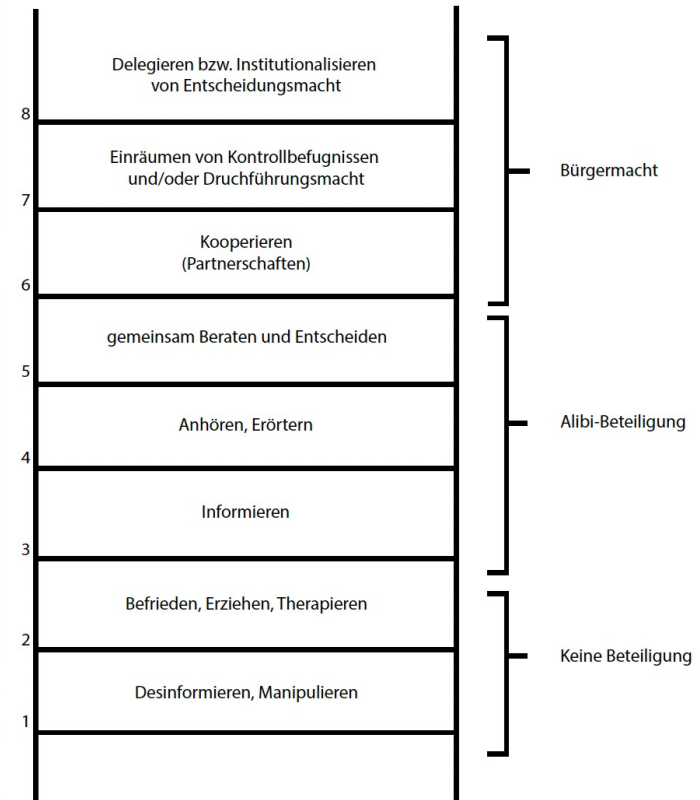 Delegieren bzw. Institutionalisieren
von Entscheidungsmacht
8
Einräumen von Kontrollbefugnissen
und/oder Druchführungsmacht
7
Bürgermacht
Kooperieren
(Partnerschaften)
6
gemeinsam Beraten und Entscheiden
5
Anhören, Erörtern
Alibi-Beteiligung
4
Informieren
3
Befrieden, Erziehen, Therapieren
2
Keine Beteiligung
Desinformieren, Manipulieren
1